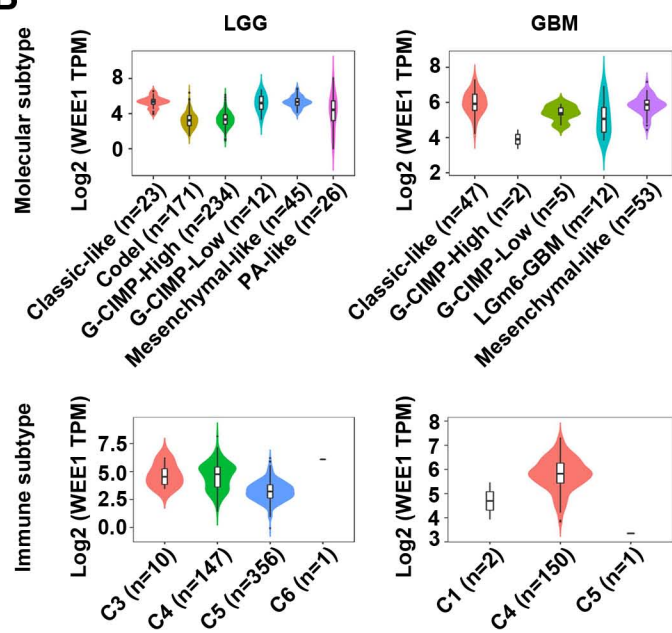 B
LGG
GBM
Molecular subtype
Log2 (WEE1 TPM)
8
4
0
Classic-like (n=23)
Codel (n=171)
G-CIMP-High (n=234)
G-CIMP-Low (n=12)
Mesenchymal-like (n=45)
PA-like (n=26)
Log2 (WEE1 TPM)
8
6
4
2
Classic-like (n=47)
G-CIMP-High (n=2)
G-CIMP-Low (n=5)
LGm6-GBM (m=12)
Mesenchymal-like (n=53)
Immune subtype
Log2 (WEE1 TPM)
7.5
5.0
2.5
0.0
C3 (n=10)
C4 (n=147)
C5 (n=356)
C6 (n=1)
Log2 (WEE1 TPM)
8
7
6
5
4
3
C1 (n=2)
C4 (n=150)
C5 (n=1)